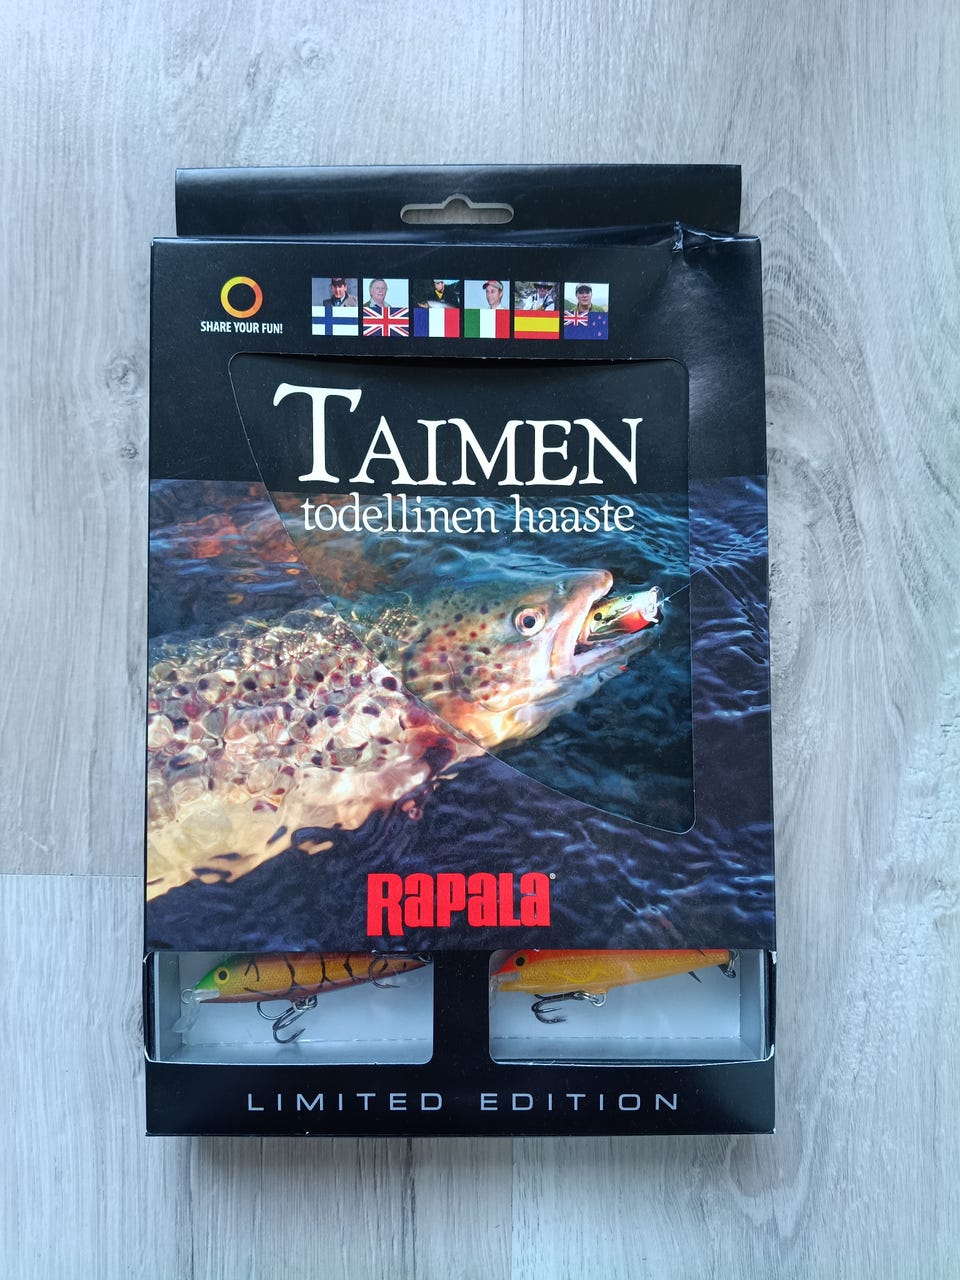 SHARE YOUR FUN!
TAIMEN
todellinen haaste
RAPALA®
LIMITED EDITION